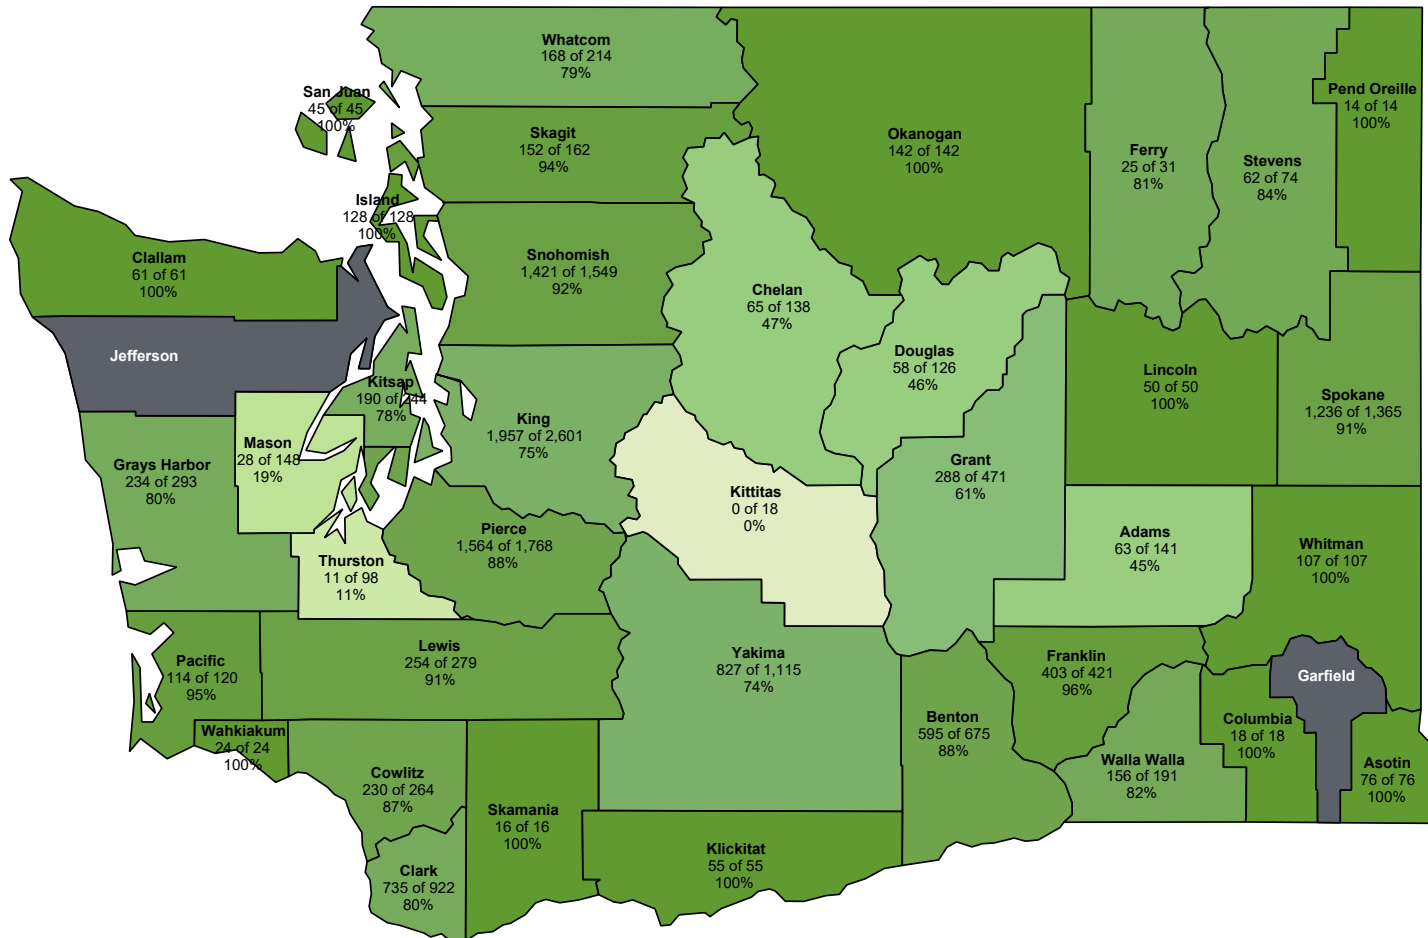 Whatcom
168 of 214
79%
San Juan
45 of 45
100%
Skagit
152 of 162
94%
Okanogan
142 of 142
100%
Ferry
25 of 31
81%
Stevens
62 of 74
84%
Pend Oreille
14 of 14
100%
Island
128 of 128
100%
Clallam
61 of 61
100%
Snohomish
1,421 of 1,549
92%
Chelan
65 of 138
47%
Jefferson
Douglas
58 of 126
46%
Lincoln
50 of 50
100%
Kitsap
190 of 244
78%
Spokane
1,236 of 1,365
91%
King
1,957 of 2,601
75%
Mason
28 of 148
19%
Grays Harbor
234 of 293
80%
Grant
288 of 471
61%
Kittitas
0 of 18
0%
Pierce
1,564 of 1,768
88%
Adams
63 of 141
45%
Whitman
107 of 107
100%
Thurston
11 of 98
11%
Lewis
254 of 279
91%
Yakima
827 of 1,115
74%
Franklin
403 of 421
96%
Pacific
114 of 120
95%
Garfield
Benton
595 of 675
88%
Columbia
18 of 18
100%
Wahkiakum
24 of 24
100%
Walla Walla
156 of 191
82%
Asotin
76 of 76
100%
Cowlitz
230 of 264
87%
Skamania
16 of 16
100%
Klickitat
55 of 55
100%
Clark
735 of 922
80%